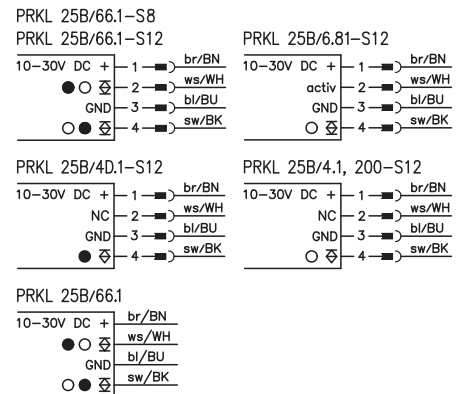 PRKL 25B/66.1-S8
PRKL 25B/66.1-S12
10-30V DC + 1 br/BN
2 ws/WH
GND 3 bl/BU
4 sw/BK
PRKL 25B/6.81-S12
10-30V DC + 1 br/BN
activ 2 ws/WH
GND 3 bl/BU
4 sw/BK
PRKL 25B/4D.1-S12
10-30V DC + 1 br/BN
NC 2 ws/WH
GND 3 bl/BU
4 sw/BK
PRKL 25B/4.1, 200-S12
10-30V DC + 1 br/BN
NC 2 ws/WH
GND 3 bl/BU
4 sw/BK
PRKL 25B/66.1
10-30V DC + br/BN
ws/WH
GND bl/BU
sw/BK